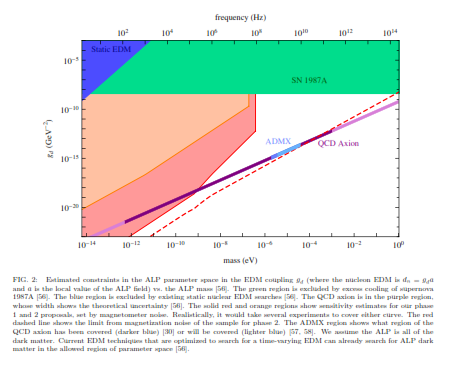 frequency (Hz)
10² 10⁴ 10⁶ 10⁸ 10¹⁰ 10¹² 10¹⁴
Static EDM
10⁻⁵
SN 1987A
g_d (GeV⁻²)
10⁻¹⁰
ADMX
QCD Axion
10⁻¹⁵
10⁻²⁰
10⁻¹⁴ 10⁻¹² 10⁻¹⁰ 10⁻⁸ 10⁻⁶ 10⁻⁴ 10⁻² 10⁰
mass (eV)
FIG. 2: Estimated constraints in the ALP parameter space in the EDM coupling g_d (where the nucleon EDM is d_n = g_d a
and a is the local value of the ALP field) vs. the ALP mass [56]. The green region is excluded by excess cooling of supernova
1987A [56]. The blue region is excluded by existing static nuclear EDM searches [56]. The QCD axion is in the purple region,
whose width shows the theoretical uncertainty [56]. The solid red and orange regions show sensitivity estimates for our phase
1 and 2 proposals, set by magnetometer noise. Realistically, it would take several experiments to cover either curve. The red
dashed line shows the limit from magnetization noise of the sample for phase 2. The ADMX region shows what region of the
QCD axion has been covered (darker blue) [30] or will be covered (lighter blue) [57, 58]. We assume the ALP is all of the
dark matter. Current EDM techniques that are optimized to search for a time-varying EDM can already search for ALP dark
matter in the allowed region of parameter space [56].